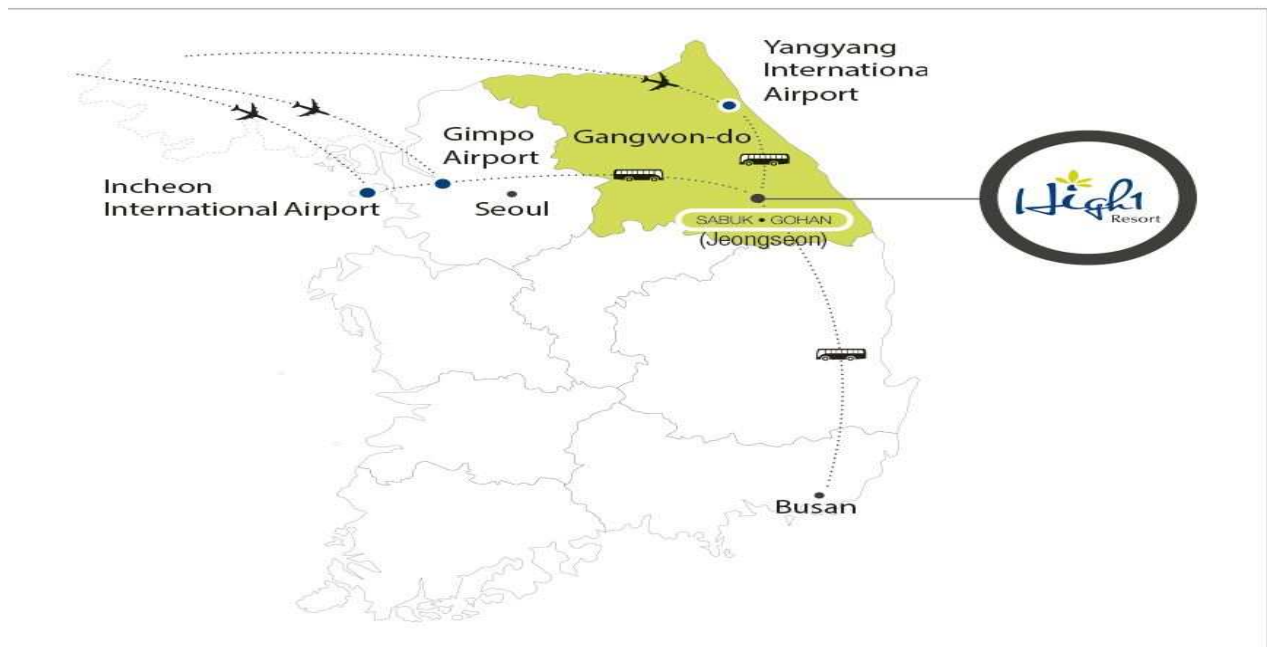 Yangyang
Internationa
Airport
Gimpo
Airport
Gangwon-do
Incheon
International Airport
Seoul
High1
Resort
SABUK • GOHAN
(Jeongseon)
Busan